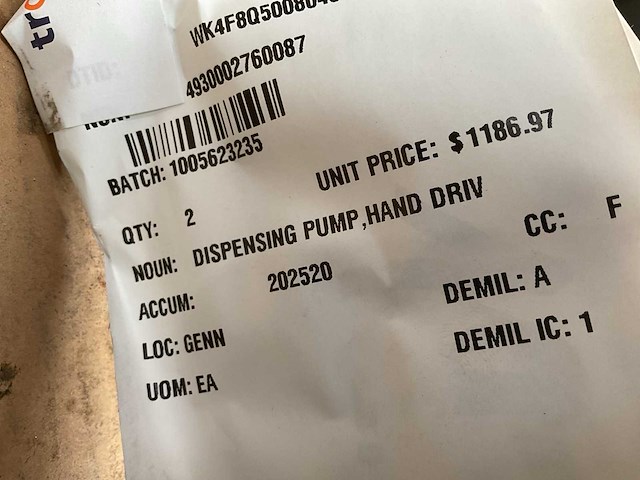 WK4F8Q5008
4930002760087
BATCH: 1005623235
QTY: 2
UNIT PRICE: $1186.97
NOUN: DISPENSING PUMP,HAND DRIV
ACCUM: 202520
CC: F
LOC: GENN
DEMIL: A
UOM: EA
DEMIL IC: 1